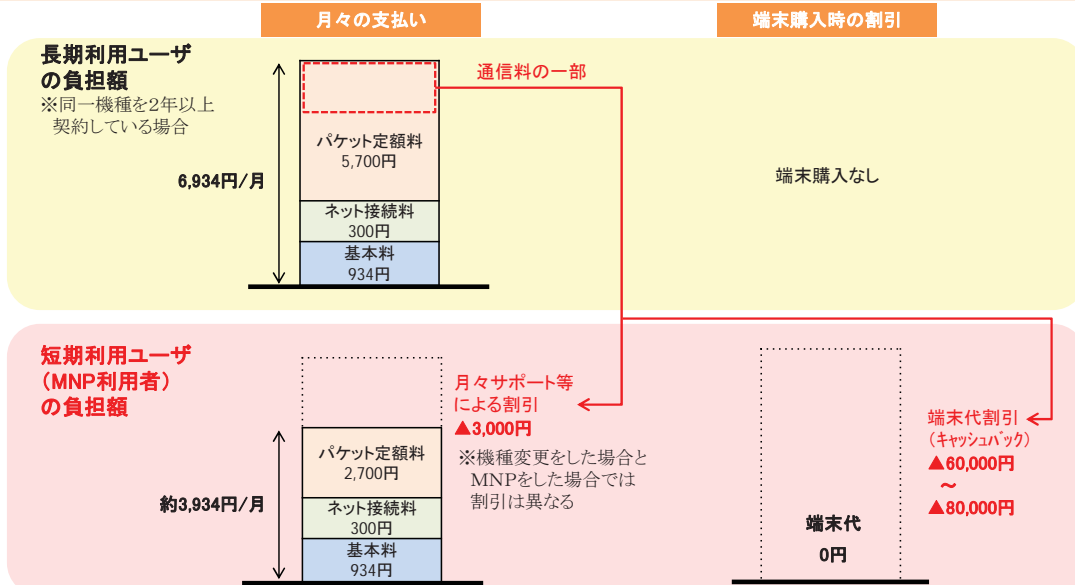 月々の支払い
端末購入時の割引
長期利用ユーザ
の負担額
※同一機種を2年以上
契約している場合
通信料の一部
パケット定額料
5,700円
6,934円/月
ネット接続料
300円
基本料
934円
端末購入なし
短期利用ユーザ
(MNP利用者)
の負担額
月々サポート等
による割引
▲3,000円
※機種変更をした場合と
MNPをした場合では
割引は異なる
パケット定額料
2,700円
約3,934円/月
ネット接続料
300円
基本料
934円
端末代
0円
端末代割引
(キャッシュバック)
▲60,000円
~
▲80,000円